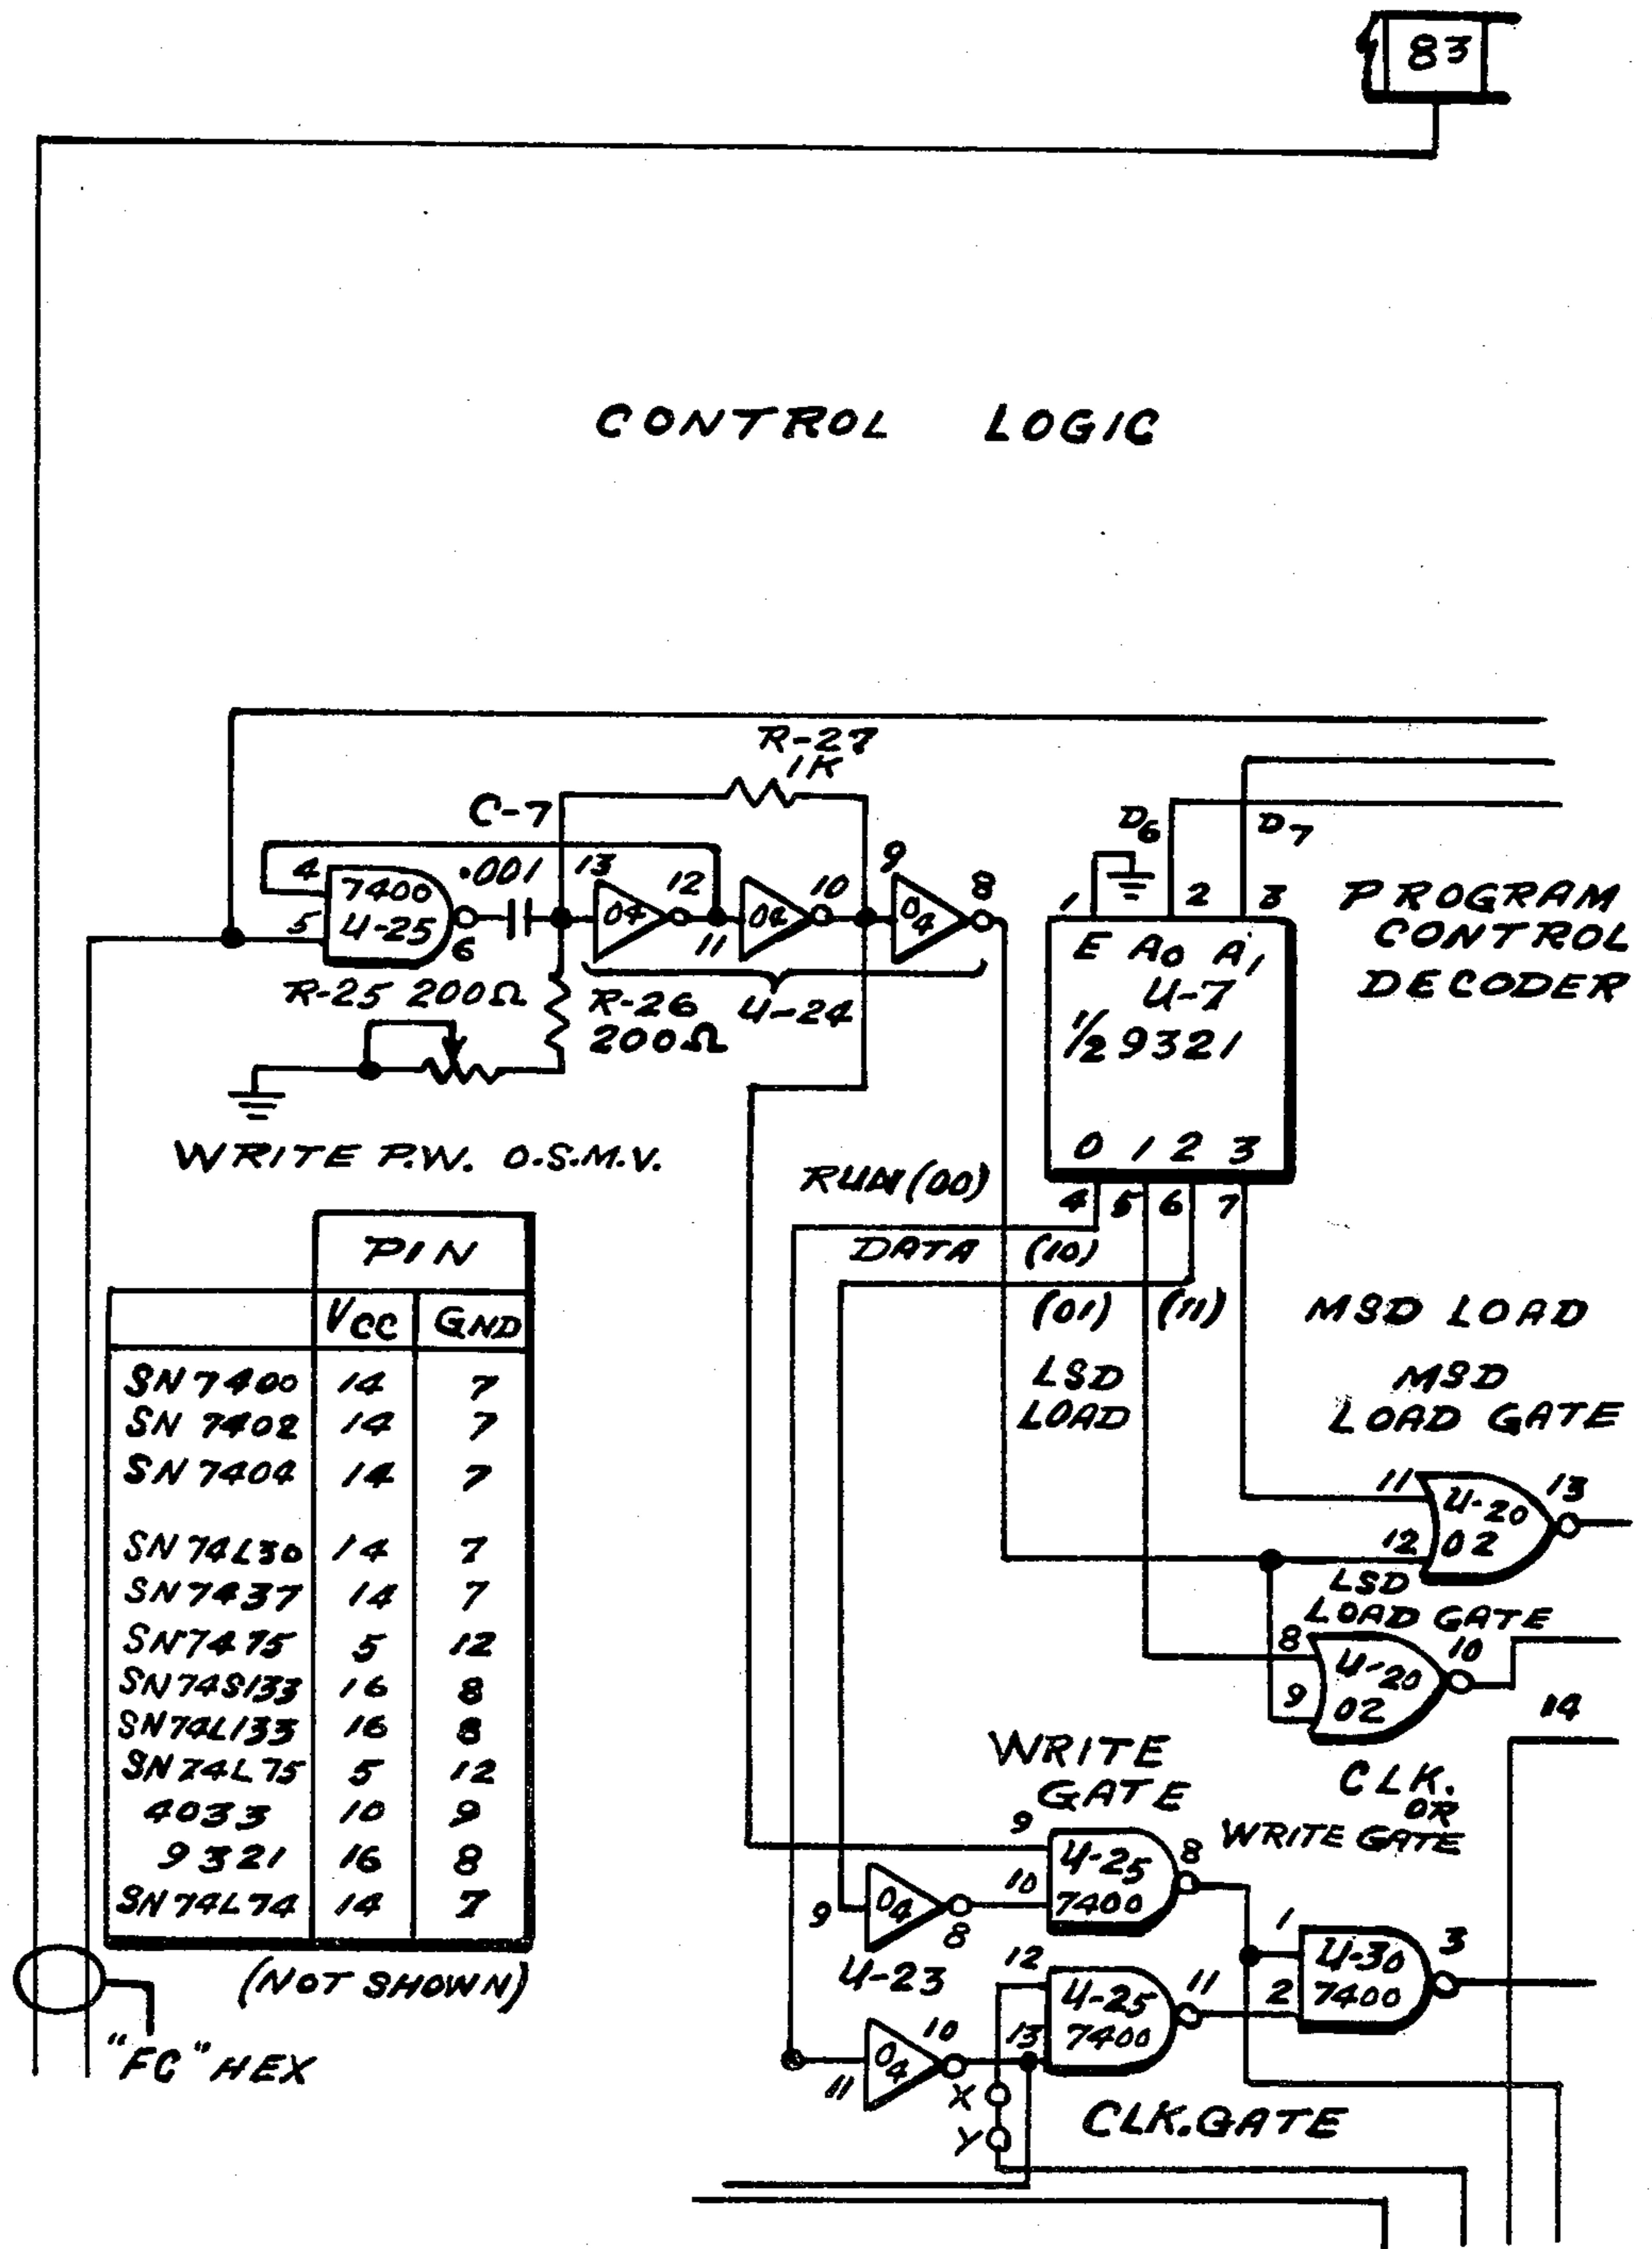 83
CONTROL LOGIC
R-27
1K
C-7
.001
4
5
7400
U-25
6
13
04
12
11
04
10
9
04
8
R-25 200Ω
R-26
200Ω
U-24
WRITE P.W. O.S.M.V.
D6
D7
1
2
3
E A0 A1
U-7
1/2 9321
0 1 2 3
4 5 6 7
PROGRAM
CONTROL
DECODER
RUN (00)
DATA (10)
(01) (11)
LSD
LOAD
MSD LOAD
MSD
LOAD GATE
11
12
U-20
02
13
LSD
LOAD GATE
8
9
U-20
02
10
14
PIN
VCC GND
SN7400 14 7
SN 7402 14 7
SN 7404 14 7
SN 74L30 14 7
SN7437 14 7
SN7475 5 12
SN74S133 16 8
SN74L133 16 8
SN74L75 5 12
4033 10 9
9321 16 8
SN74L74 14 7
(NOT SHOWN)
"FC" HEX
WRITE
GATE
9
10
U-25
7400
8
CLK.
OR
WRITE GATE
9
04
8
U-23
12
13
U-25
7400
11
1
2
U-30
7400
3
11
04
10
X
Y
CLK.GATE